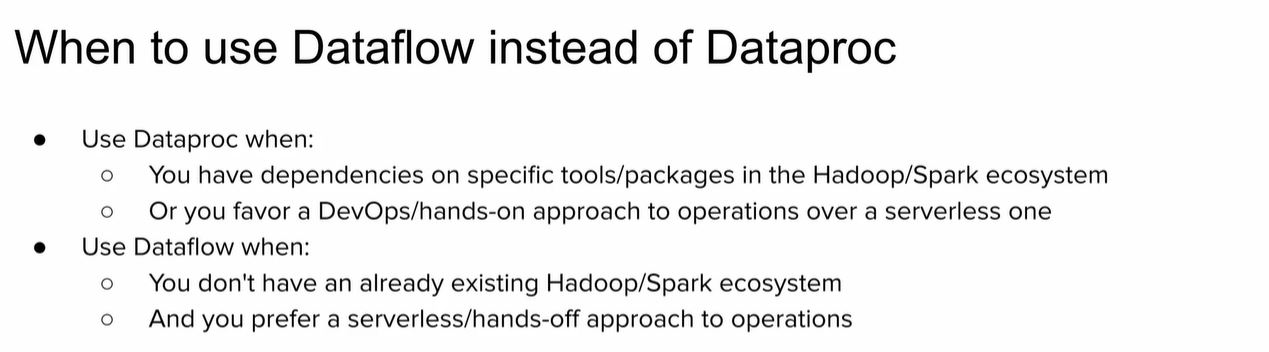 When to use Dataflow instead of Dataproc
● Use Dataproc when:
○ You have dependencies on specific tools/packages in the Hadoop/Spark ecosystem
○ Or you favor a DevOps/hands-on approach to operations over a serverless one
● Use Dataflow when:
○ You don't have an already existing Hadoop/Spark ecosystem
○ And you prefer a serverless/hands-off approach to operations